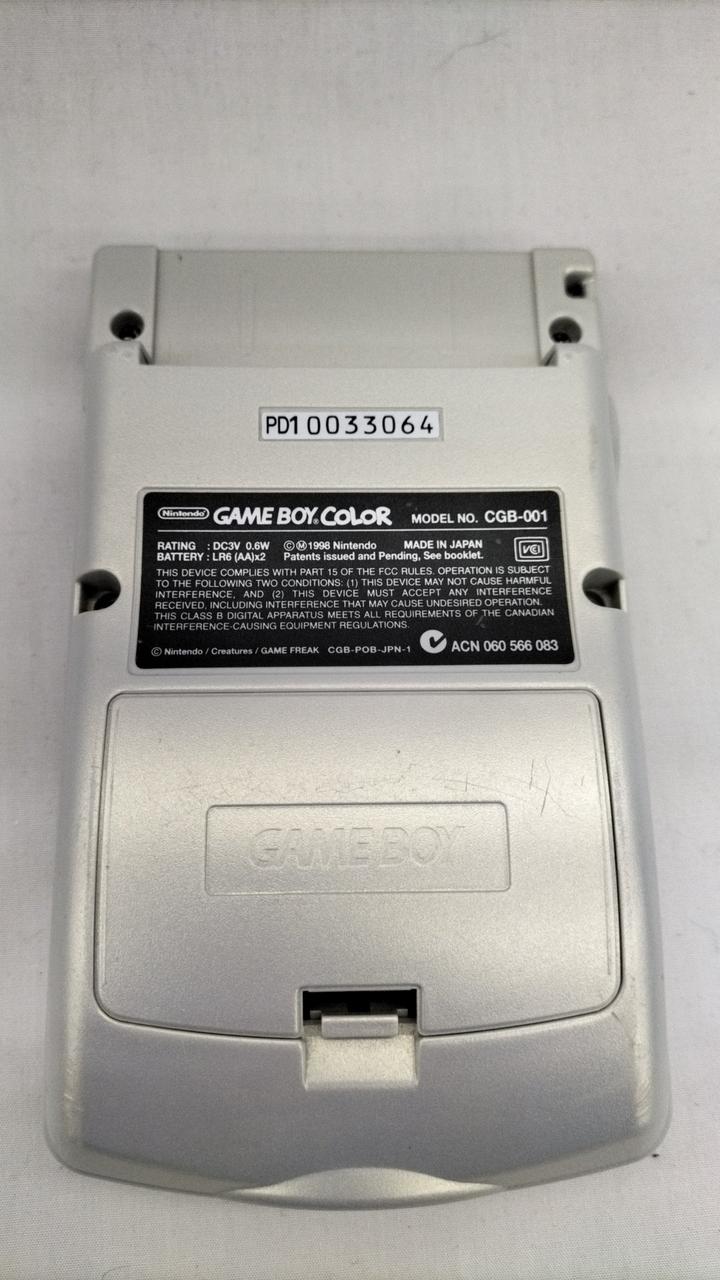 PD10033064
Nintendo GAME BOY COLOR MODEL NO. CGB-001
RATING : DC3V 0.6W ©Ⓜ1998 Nintendo MADE IN JAPAN
BATTERY : LR6 (AA)x2 Patents issued and Pending, See booklet.
VCI
THIS DEVICE COMPLIES WITH PART 15 OF THE FCC RULES. OPERATION IS SUBJECT
TO THE FOLLOWING TWO CONDITIONS: (1) THIS DEVICE MAY NOT CAUSE HARMFUL
INTERFERENCE, AND (2) THIS DEVICE MUST ACCEPT ANY INTERFERENCE
RECEIVED, INCLUDING INTERFERENCE THAT MAY CAUSE UNDESIRED OPERATION.
THIS CLASS B DIGITAL APPARATUS MEETS ALL REQUIREMENTS OF THE CANADIAN
INTERFERENCE-CAUSING EQUIPMENT REGULATIONS.
© Nintendo / Creatures / GAME FREAK CGB-POB-JPN-1 ACN 060 566 083
GAME BOY